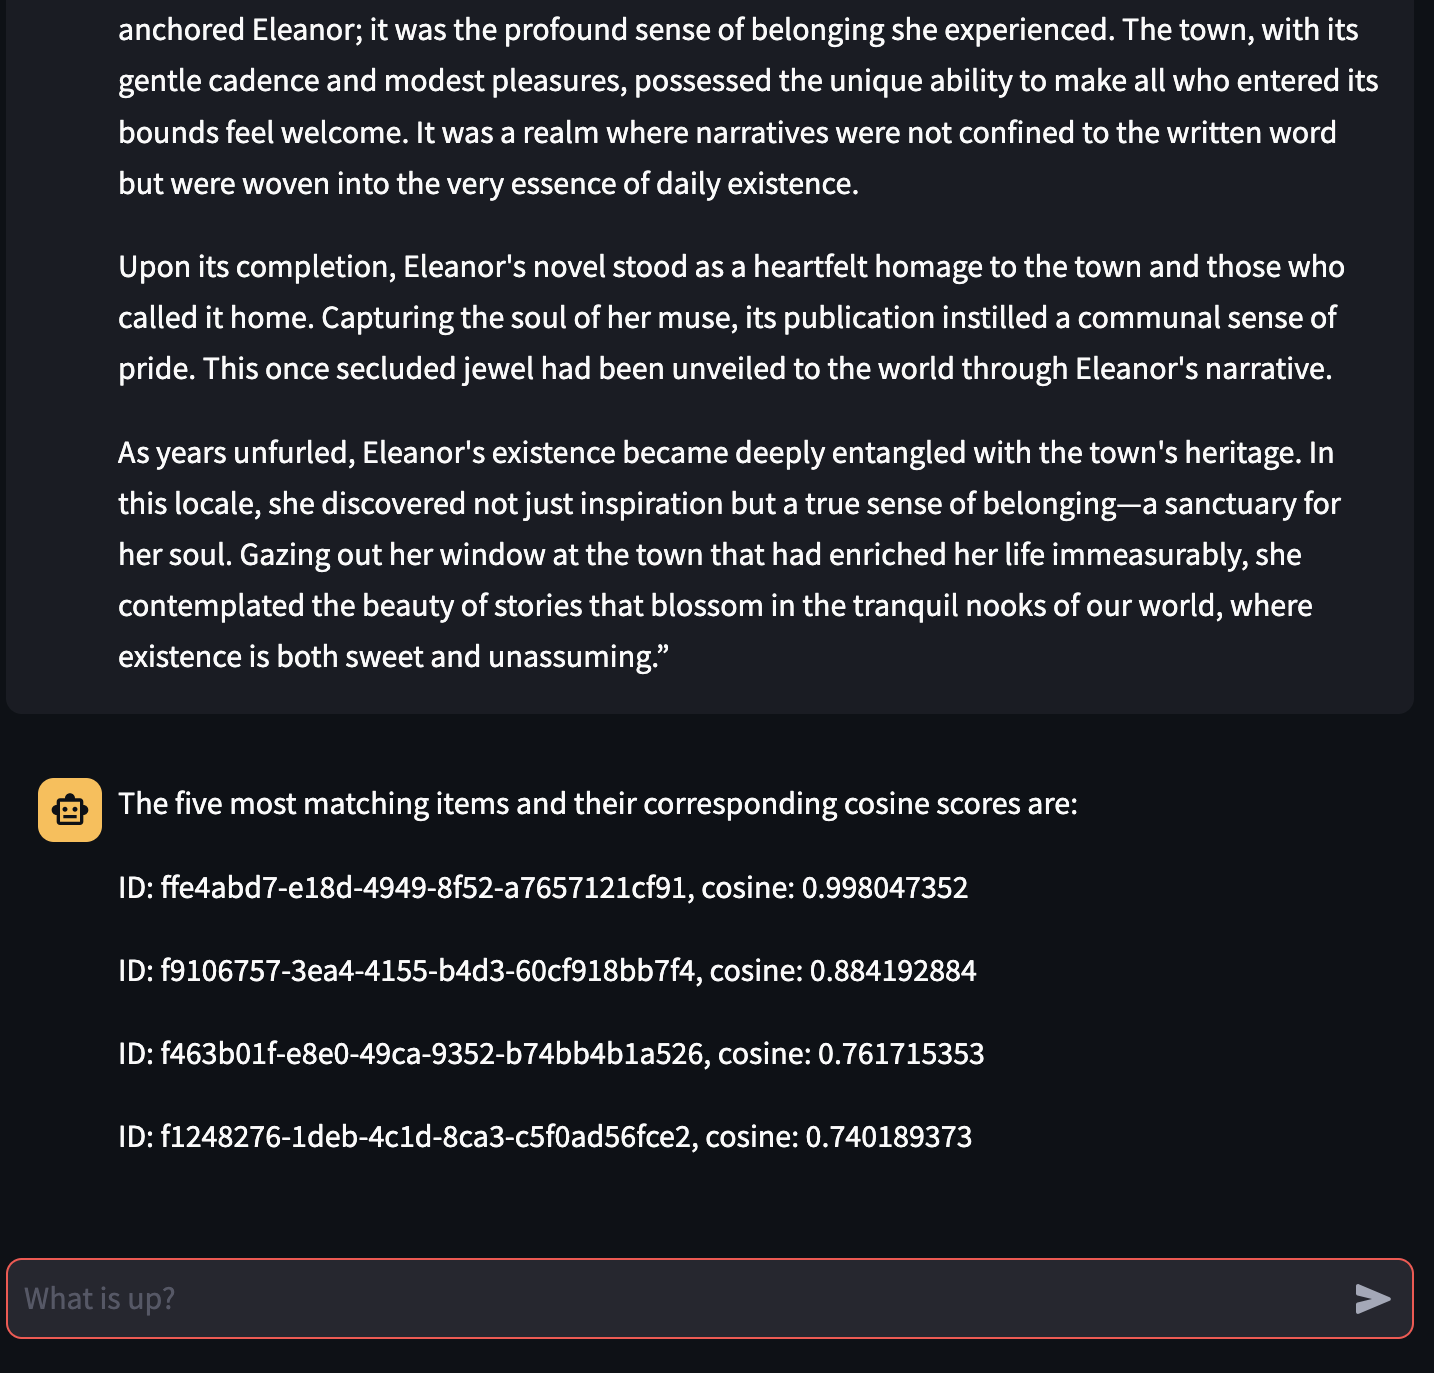 anchored Eleanor; it was the profound sense of belonging she experienced. The town, with its
gentle cadence and modest pleasures, possessed the unique ability to make all who entered its
bounds feel welcome. It was a realm where narratives were not confined to the written word
but were woven into the very essence of daily existence.
Upon its completion, Eleanor's novel stood as a heartfelt homage to the town and those who
called it home. Capturing the soul of her muse, its publication instilled a communal sense of
pride. This once secluded jewel had been unveiled to the world through Eleanor's narrative.
As years unfurled, Eleanor's existence became deeply entangled with the town's heritage. In
this locale, she discovered not just inspiration but a true sense of belonging—a sanctuary for
her soul. Gazing out her window at the town that had enriched her life immeasurably, she
contemplated the beauty of stories that blossom in the tranquil nooks of our world, where
existence is both sweet and unassuming.”
The five most matching items and their corresponding cosine scores are:
ID: ffe4abd7-e18d-4949-8f52-a7657121cf91, cosine: 0.998047352
ID: f9106757-3ea4-4155-b4d3-60cf918bb7f4, cosine: 0.884192884
ID: f463b01f-e8e0-49ca-9352-b74bb4b1a526, cosine: 0.761715353
ID: f1248276-1deb-4c1d-8ca3-c5f0ad56fce2, cosine: 0.740189373
What is up?